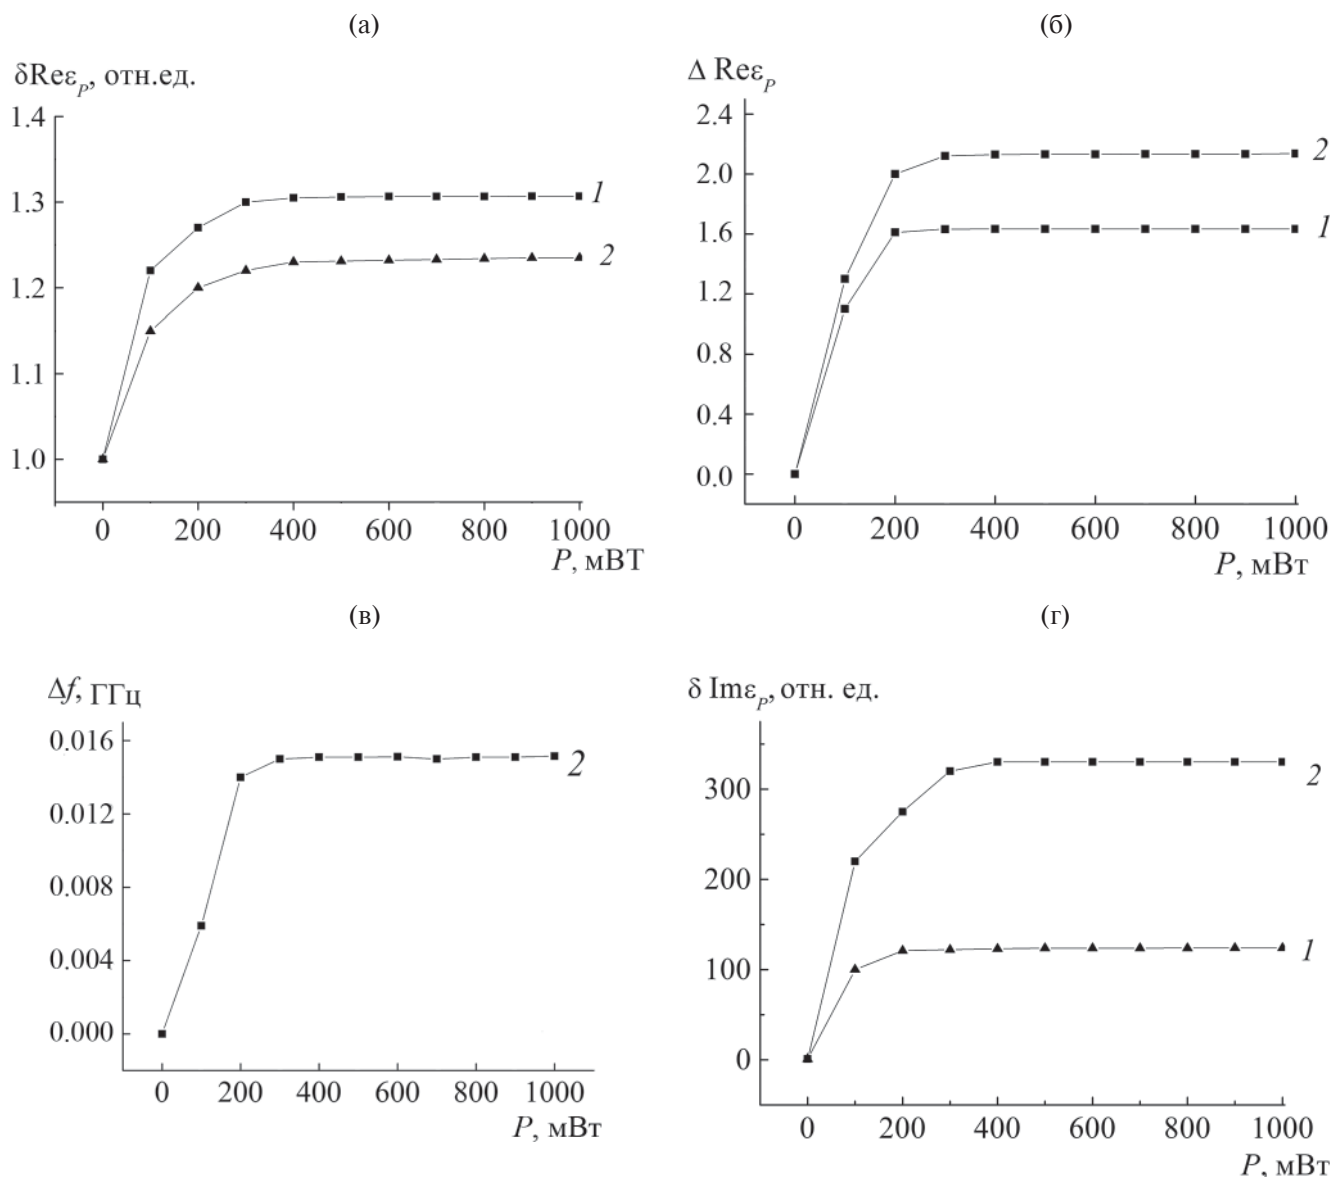 (а)
δReε_P, отн.ед.
1.4
1.3
1.2
1.1
1.0
1
2
0 200 400 600 800 1000
P, мВТ
(б)
Δ Reε_P
2.4
2.0
1.6
1.2
0.8
0.4
0.0
2
1
0 200 400 600 800 1000
P, мВт
(в)
Δf, ГГц
0.016
0.012
0.008
0.004
0.000
2
0 200 400 600 800 1000
P, мВт
(г)
δ Imε_P, отн. ед.
300
200
100
0
2
1
0 200 400 600 800 1000
P, мВт